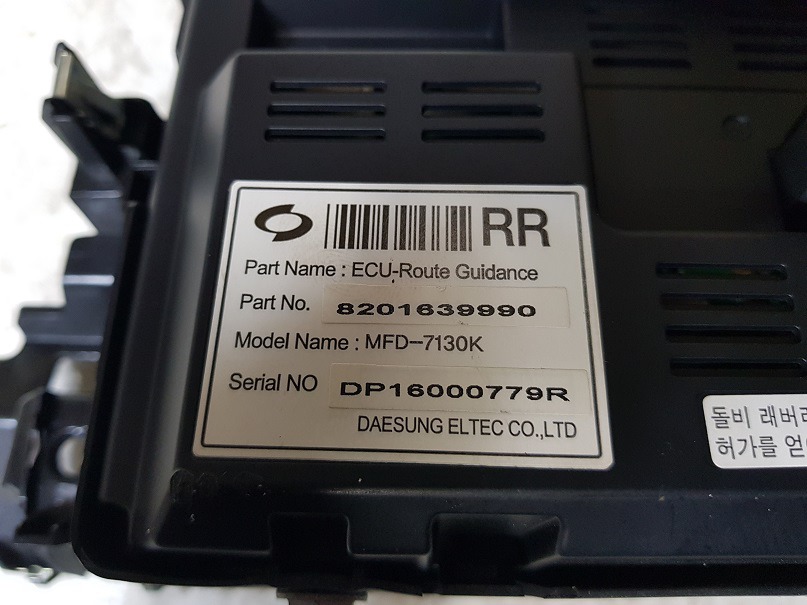 RR
Part Name : ECU-Route Guidance
Part No. 8201639990
Model Name : MFD-7130K
Serial NO DP16000779R
DAESUNG ELTEC CO.,LTD
돌비 래버러
허가를 얻어